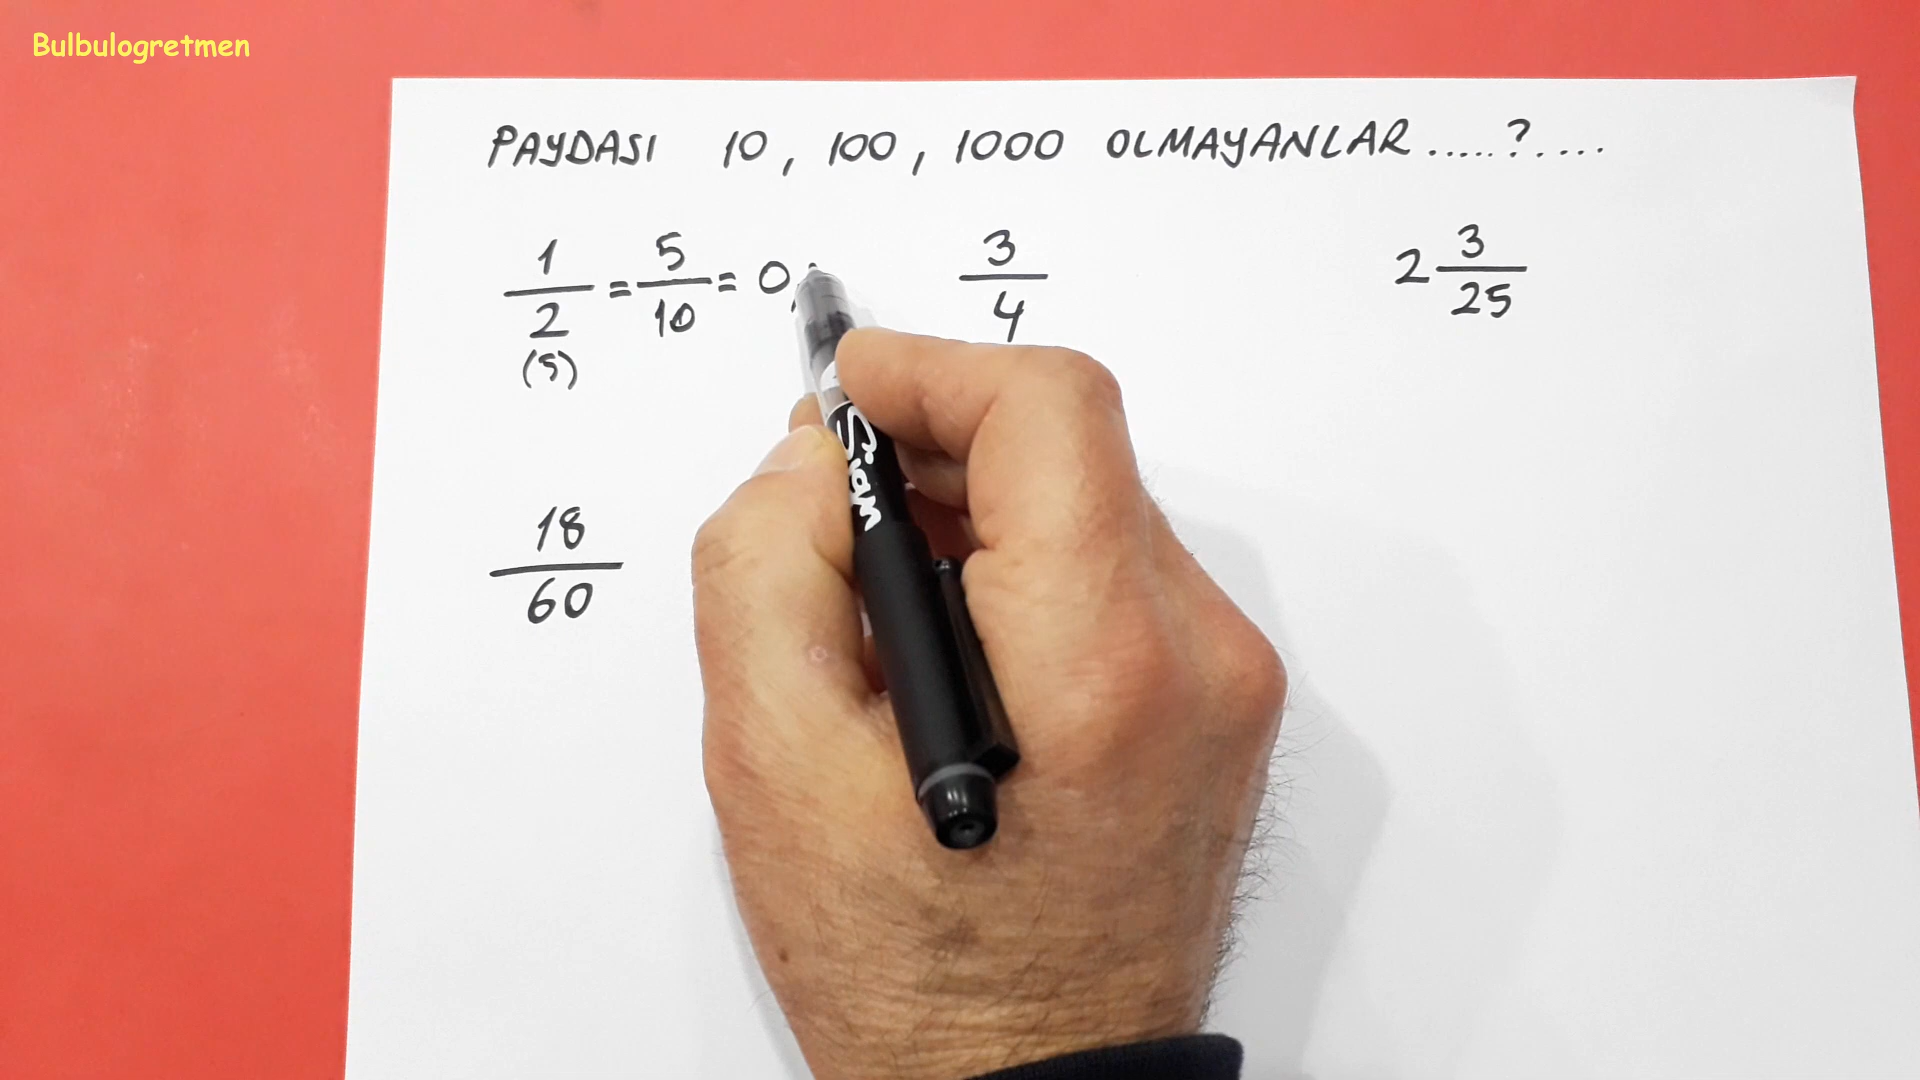 Bulbulogretmen
PAYDASI 10, 100, 1000 OLMAYANLAR.....?....
1/2 = 5/10 = 0,
(5)
3/4
2 3/25
18/60
Sign